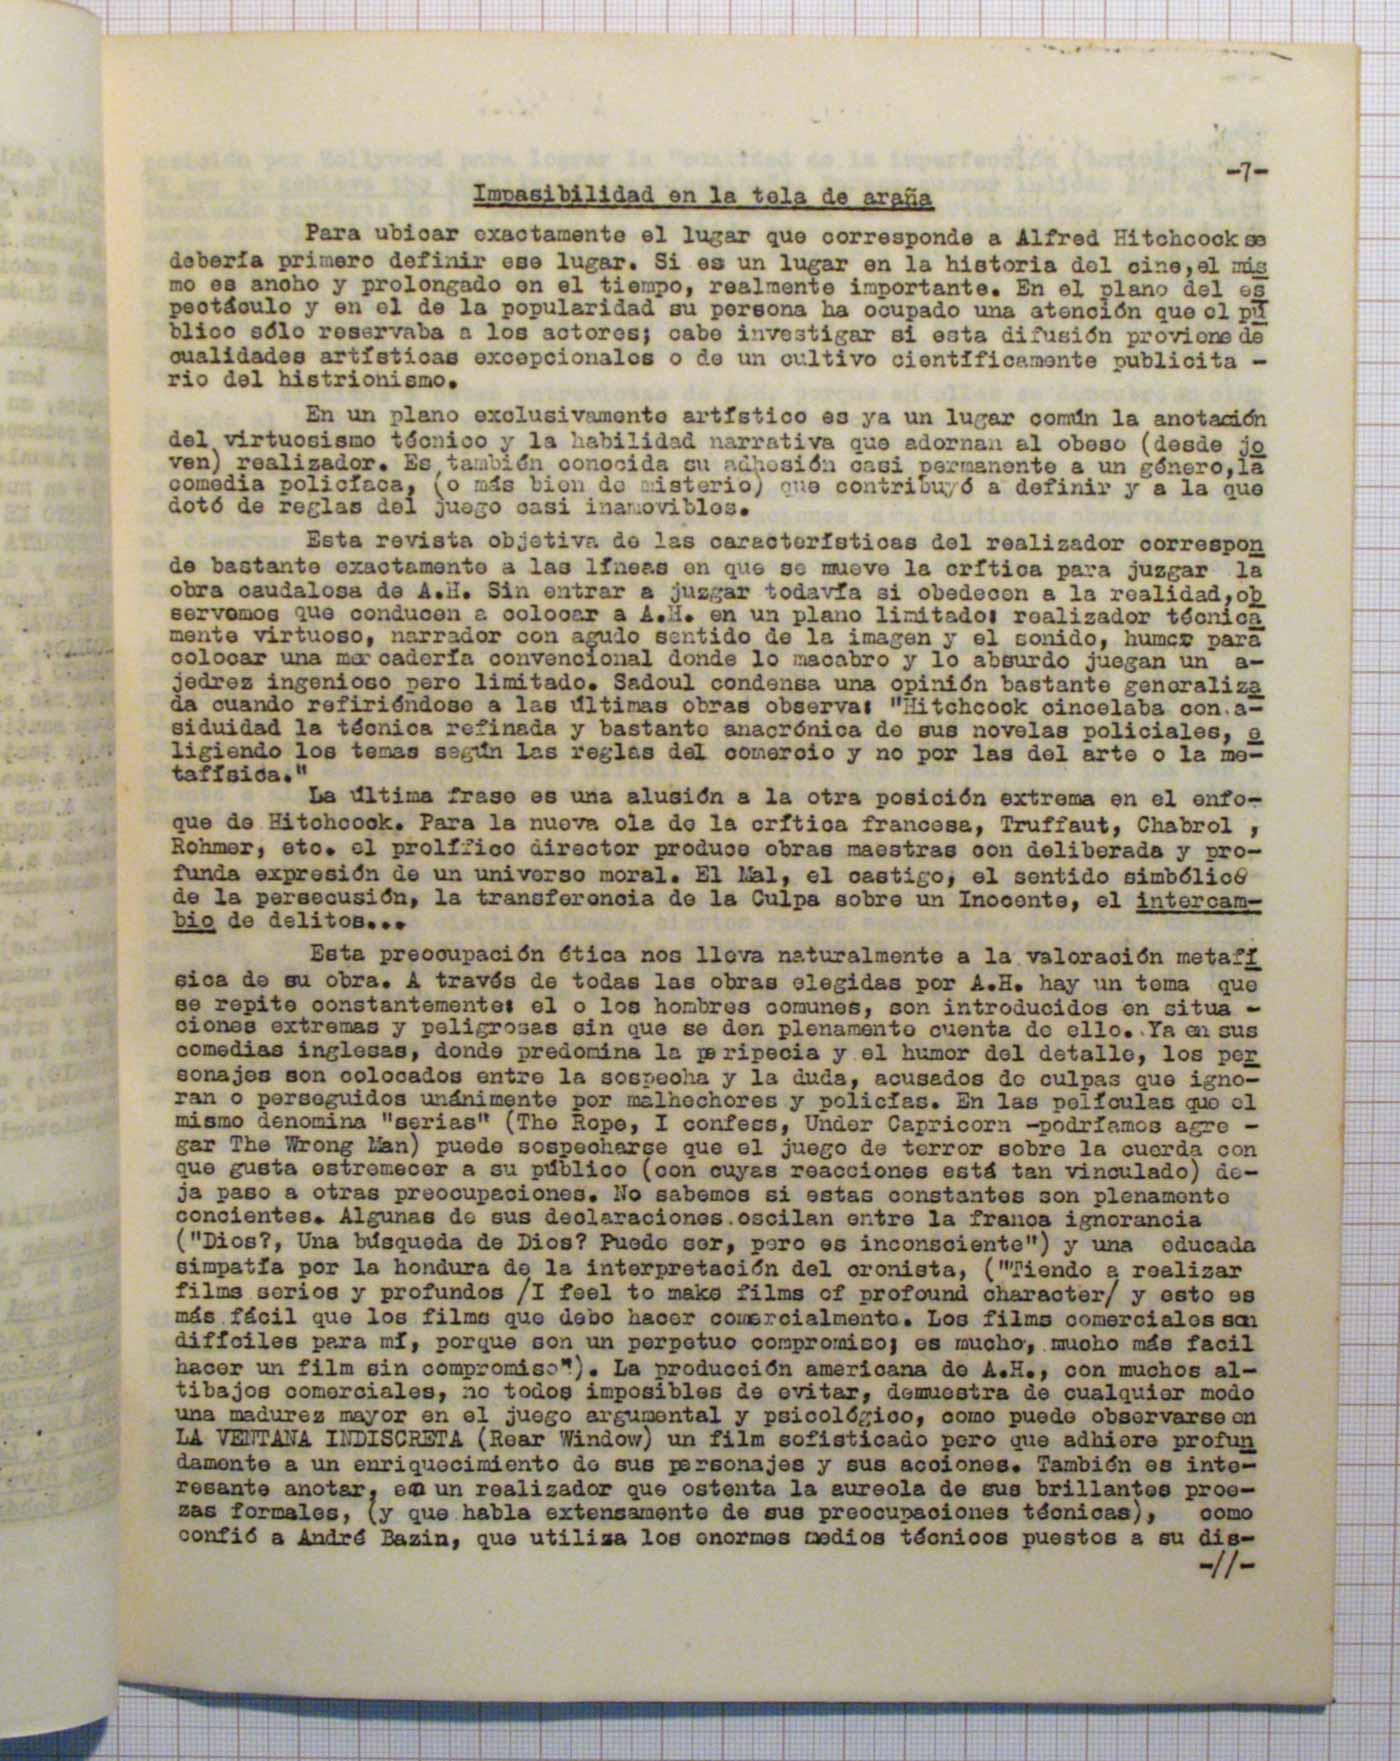 -7-
Impasibilidad en la tela de araña
Para ubicar exactamente el lugar que corresponde a Alfred Hitchcock se
debería primero definir ese lugar. Si es un lugar en la historia del cine, el mis
mo es ancho y prolongado en el tiempo, realmente importante. En el plano del es
pectáculo y en el de la popularidad su persona ha ocupado una atención que el pú
blico sólo reservaba a los actores; cabe investigar si esta difusión proviene de
cualidades artísticas excepcionales o de un cultivo científicamente publicita -
rio del histrionismo.
En un plano exclusivamente artístico es ya un lugar común la anotación
del virtuosismo técnico y la habilidad narrativa que adornan al obeso (desde jo
ven) realizador. Es también conocida su adhesión casi permanente a un género, la
comedia policíaca, (o más bien de misterio) que contribuyó a definir y a la que
dotó de reglas del juego casi inamovibles.
Esta revista objetiva de las características del realizador correspon
de bastante exactamente a las líneas en que se mueve la crítica para juzgar la
obra caudalosa de A.H. Sin entrar a juzgar todavía si obedecen a la realidad, ob
servemos que conducen a colocar a A.H. en un plano limitado: realizador técnica
mente virtuoso, narrador con agudo sentido de la imagen y el sonido, humor para
colocar una mercadería convencional donde lo macabro y lo absurdo juegan un a-
jedrez ingenioso pero limitado. Sadoul condensa una opinión bastante generaliza
da cuando refiriéndose a las últimas obras observa: "Hitchcock cincelaba con a-
siduidad la técnica refinada y bastante anacrónica de sus novelas policiales, e
ligiendo los temas según las reglas del comercio y no por las del arte o la me-
tafísica."
La última frase es una alusión a la otra posición extrema en el enfo-
que de Hitchcock. Para la nueva ola de la crítica francesa, Truffaut, Chabrol ,
Rohmer, etc. el prolífico director produce obras maestras con deliberada y pro-
funda expresión de un universo moral. El Mal, el castigo, el sentido simbólico
de la persecusión, la transferencia de la Culpa sobre un Inocente, el intercam-
bio de delitos...
Esta preocupación ética nos lleva naturalmente a la valoración metafí
sica de su obra. A través de todas las obras elegidas por A.H. hay un tema que
se repite constantemente: el o los hombres comunes, son introducidos en situa -
ciones extremas y peligrosas sin que se den plenamente cuenta de ello. Ya en sus
comedias inglesas, donde predomina la peripecia y el humor del detalle, los per
sonajes son colocados entre la sospecha y la duda, acusados de culpas que igno-
ran o perseguidos unánimente por malhechores y policías. En las películas que el
mismo denomina "serias" (The Rope, I confess, Under Capricorn -podríamos agre -
gar The Wrong Man) puede sospecharse que el juego de terror sobre la cuerda con
que gusta estremecer a su público (con cuyas reacciones está tan vinculado) de-
ja paso a otras preocupaciones. No sabemos si estas constantes son plenamente
concientes. Algunas de sus declaraciones oscilan entre la franca ignorancia
("Dios?, Una búsqueda de Dios? Puede ser, pero es inconsciente") y una educada
simpatía por la hondura de la interpretación del cronista, ("Tiendo a realizar
films serios y profundos /I feel to make films of profound character/ y esto es
más fácil que los films que debo hacer comercialmente. Los films comerciales son
difíciles para mí, porque son un perpetuo compromiso; es mucho, mucho más facil
hacer un film sin compromiso"). La producción americana de A.H., con muchos al-
tibajos comerciales, no todos imposibles de evitar, demuestra de cualquier modo
una madurez mayor en el juego argumental y psicológico, como puede observarse en
LA VENTANA INDISCRETA (Rear Window) un film sofisticado pero que adhiere profun
damente a un enriquecimiento de sus personajes y sus acciones. También es inte-
resante anotar, en un realizador que ostenta la aureola de sus brillantes proe-
zas formales, (y que habla extensamente de sus preocupaciones técnicas), como
confió a André Bazin, que utiliza los enormes medios técnicos puestos a su dis-
-//-